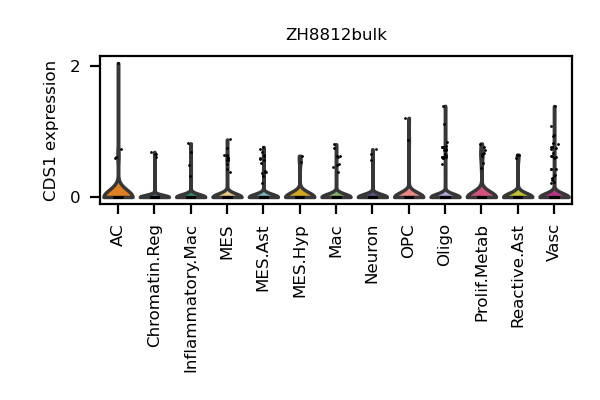 ZH8812bulk
CDS1 expression
2
0
AC
Chromatin.Reg
Inflammatory.Mac
MES
MES.Ast
MES.Hyp
Mac
Neuron
OPC
Oligo
Prolif.Metab
Reactive.Ast
Vasc